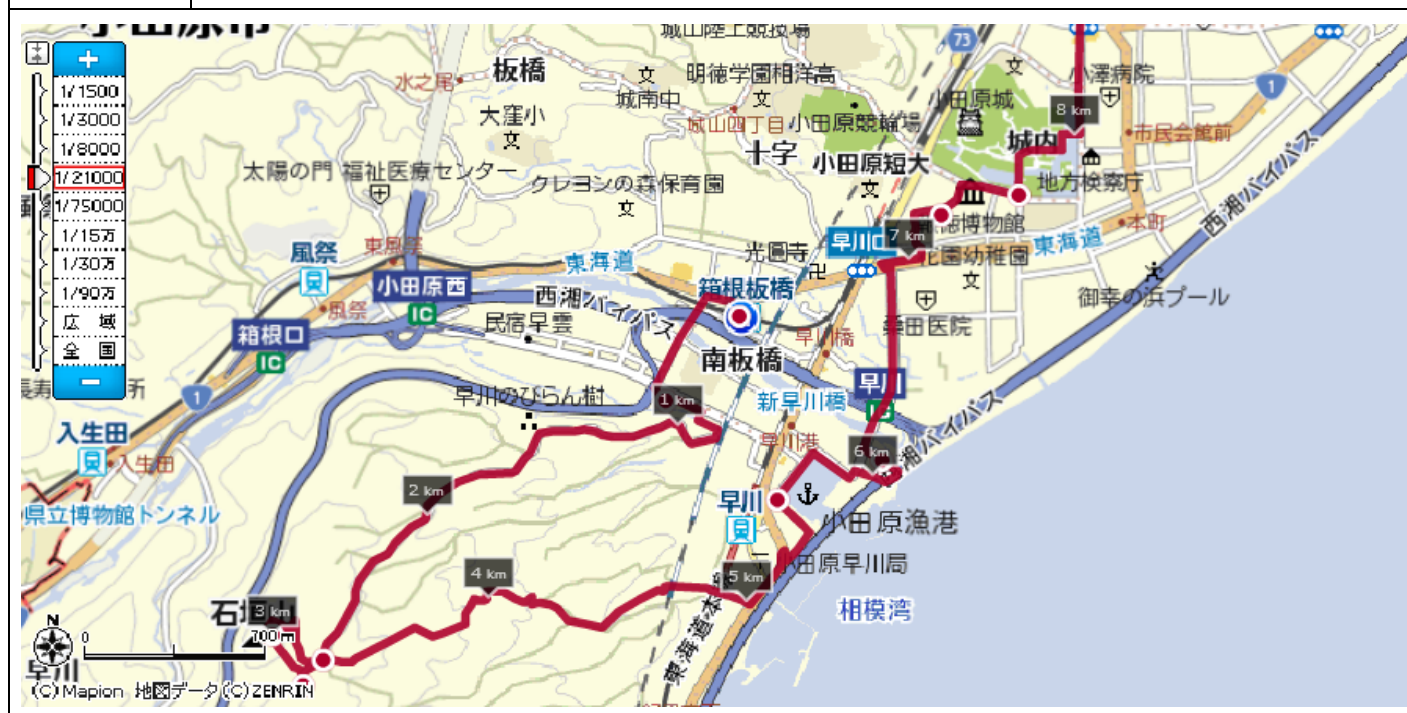 小田原市
城山陸上競技場
73
水之尾
板橋
文
明徳学園相洋高
文
文
小澤病院
1
+
1/1500
1/3000
1/8000
1/21000
1/75000
1/15万
1/30万
1/90万
広 域
全 国
−
城南中
大窪小
文
城山四丁目
小田原競輪場
小田原城
8 km
城内
市民会館前
十字
小田原短大
文
太陽の門 福祉医療センター
クレヨンの森保育園
文
地方検察庁
西湘バイパス
博物館
本町
7 km
早川口
東海道
光圓寺
卍
花園幼稚園
文
風祭
東風祭
東海道
小田原西
IC
西湘バイパス
箱根板橋
御幸の浜プール
桑田医院
風祭
箱根口
IC
民宿早雲
早川橋
南板橋
早川
IC
長寿
所
1
早川のびらん樹
1 km
新早川橋
西湘バイパス
入生田
入生田
早川港
6 km
2 km
早川
小田原漁港
県立博物館トンネル
4 km
5 km
小田原早川局
東海道本
石垣山
3 km
相模湾
N
0
700m
早川
(C)Mapion 地図データ(C)ZENRIN